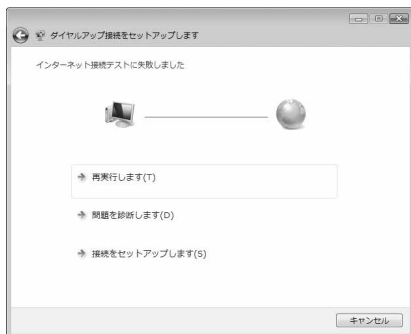 ダイヤルアップ接続をセットアップします
インターネット接続テストに失敗しました
再実行します(T)
問題を診断します(D)
接続をセットアップします(S)
キャンセル